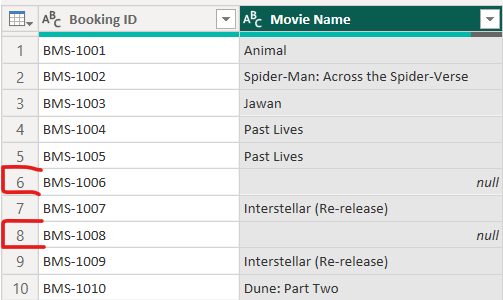 ABC Booking ID ABC Movie Name
1 BMS-1001 Animal
2 BMS-1002 Spider-Man: Across the Spider-Verse
3 BMS-1003 Jawan
4 BMS-1004 Past Lives
5 BMS-1005 Past Lives
6 BMS-1006 null
7 BMS-1007 Interstellar (Re-release)
8 BMS-1008 null
9 BMS-1009 Interstellar (Re-release)
10 BMS-1010 Dune: Part Two